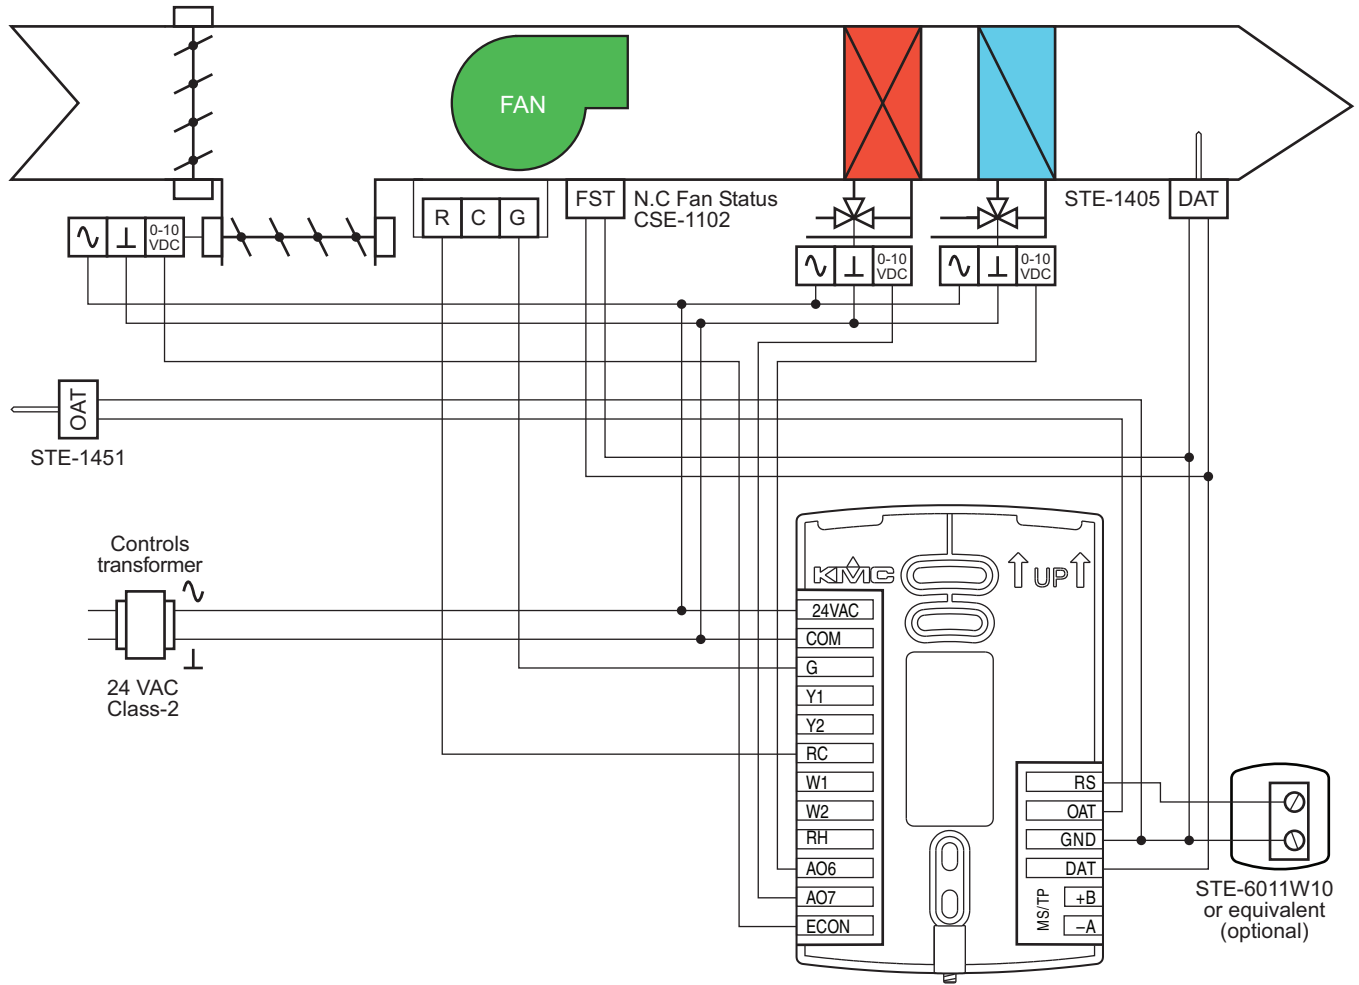 FAN
R C G
FST
N.C Fan Status
CSE-1102
STE-1405
DAT
0-10
VDC
0-10
VDC
0-10
VDC
OAT
STE-1451
Controls
transformer
24 VAC
Class-2
KMC
UP
24VAC
COM
G
Y1
Y2
RC
W1
W2
RH
AO6
AO7
ECON
RS
OAT
GND
DAT
MS/TP
+B
–A
STE-6011W10
or equivalent
(optional)